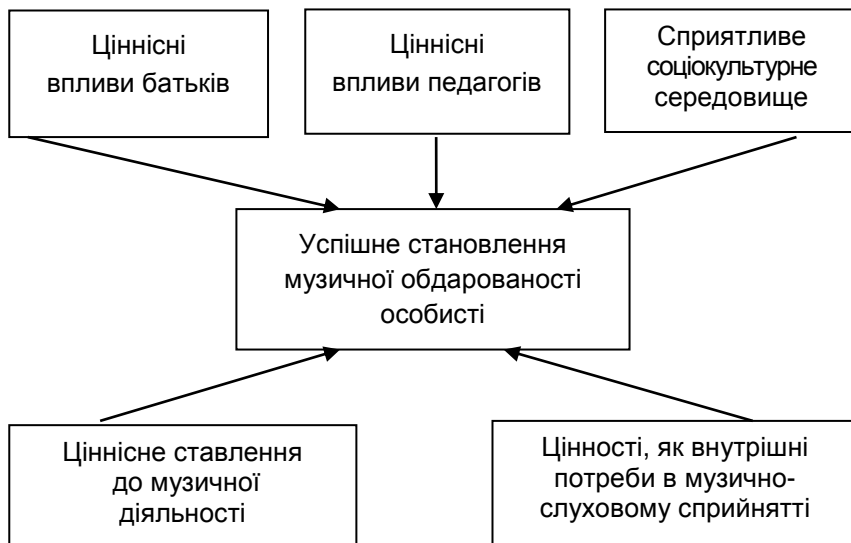 Ціннісні
впливи батьків
Ціннісні
впливи педагогів
Сприятливе
соціокультурне
середовище
Успішне становлення
музичної обдарованості
особисті
Ціннісне ставлення
до музичної
діяльності
Цінності, як внутрішні
потреби в музично-
слуховому сприйнятті